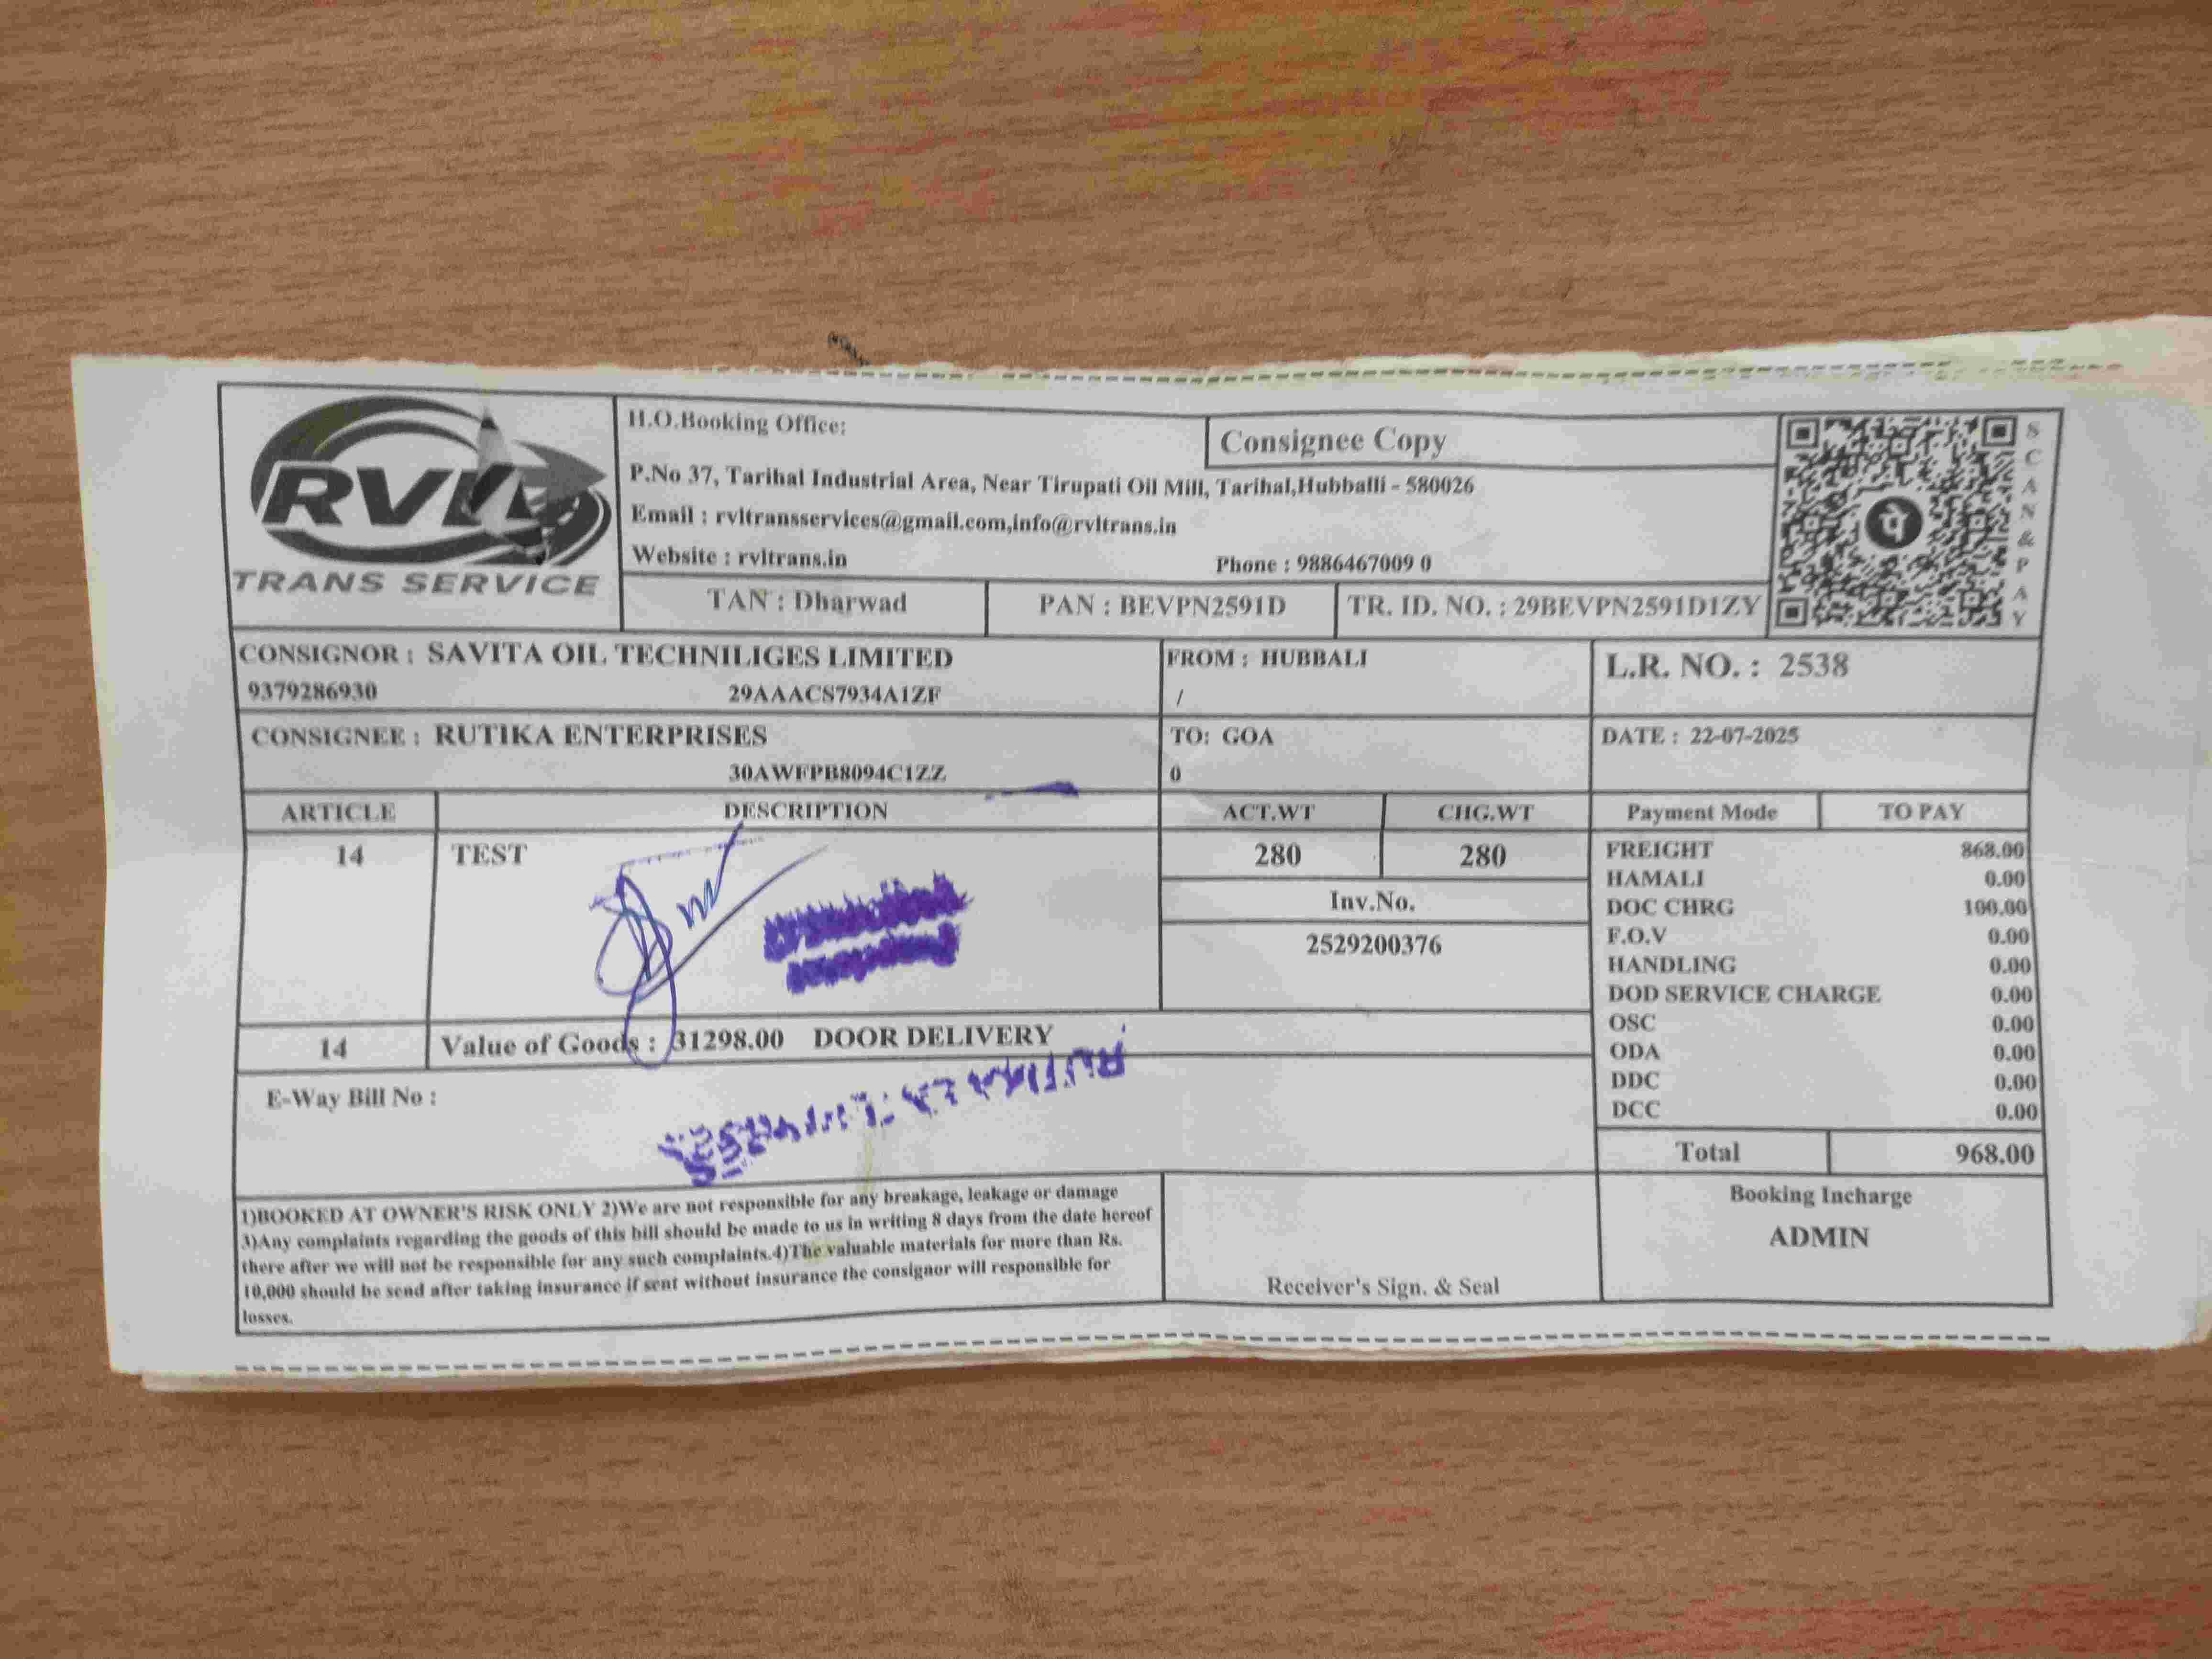 RVL
TRANS SERVICE
H.O.Booking Office:
Consignee Copy
P.No 37, Tarihal Industrial Area, Near Tirupati Oil Mill, Tarihal,Hubballi - 580026
Email : rvltransservices@gmail.com,info@rvltrans.in
Website : rvltrans.in Phone : 9886467009 0
TAN : Dharwad PAN : BEVPN2591D TR. ID. NO. : 29BEVPN2591D1ZY
SCAN&PAY
पे
CONSIGNOR : SAVITA OIL TECHNILIGES LIMITED
9379286930 29AAACS7934A1ZF
FROM : HUBBALI
/
L.R. NO. : 2538
CONSIGNEE : RUTIKA ENTERPRISES
30AWFPB8094C1ZZ
TO: GOA
0
DATE : 22-07-2025
ARTICLE DESCRIPTION ACT.WT CHG.WT Payment Mode TO PAY
14 TEST 280 280
Inv.No.
2529200376
FREIGHT 868.00
HAMALI 0.00
DOC CHRG 100.00
F.O.V 0.00
HANDLING 0.00
DOD SERVICE CHARGE 0.00
OSC 0.00
ODA 0.00
DDC 0.00
DCC 0.00
14 Value of Goods : 31298.00 DOOR DELIVERY
E-Way Bill No :
RUTIKA
Total 968.00
1)BOOKED AT OWNER'S RISK ONLY 2)We are not responsible for any breakage, leakage or damage
3)Any complaints regarding the goods of this bill should be made to us in writing 8 days from the date hereof
there after we will not be responsible for any such complaints.4)The valuable materials for more than Rs.
10,000 should be send after taking insurance if sent without insurance the consignor will responsible for
losses.
Receiver's Sign. & Seal
Booking Incharge
ADMIN